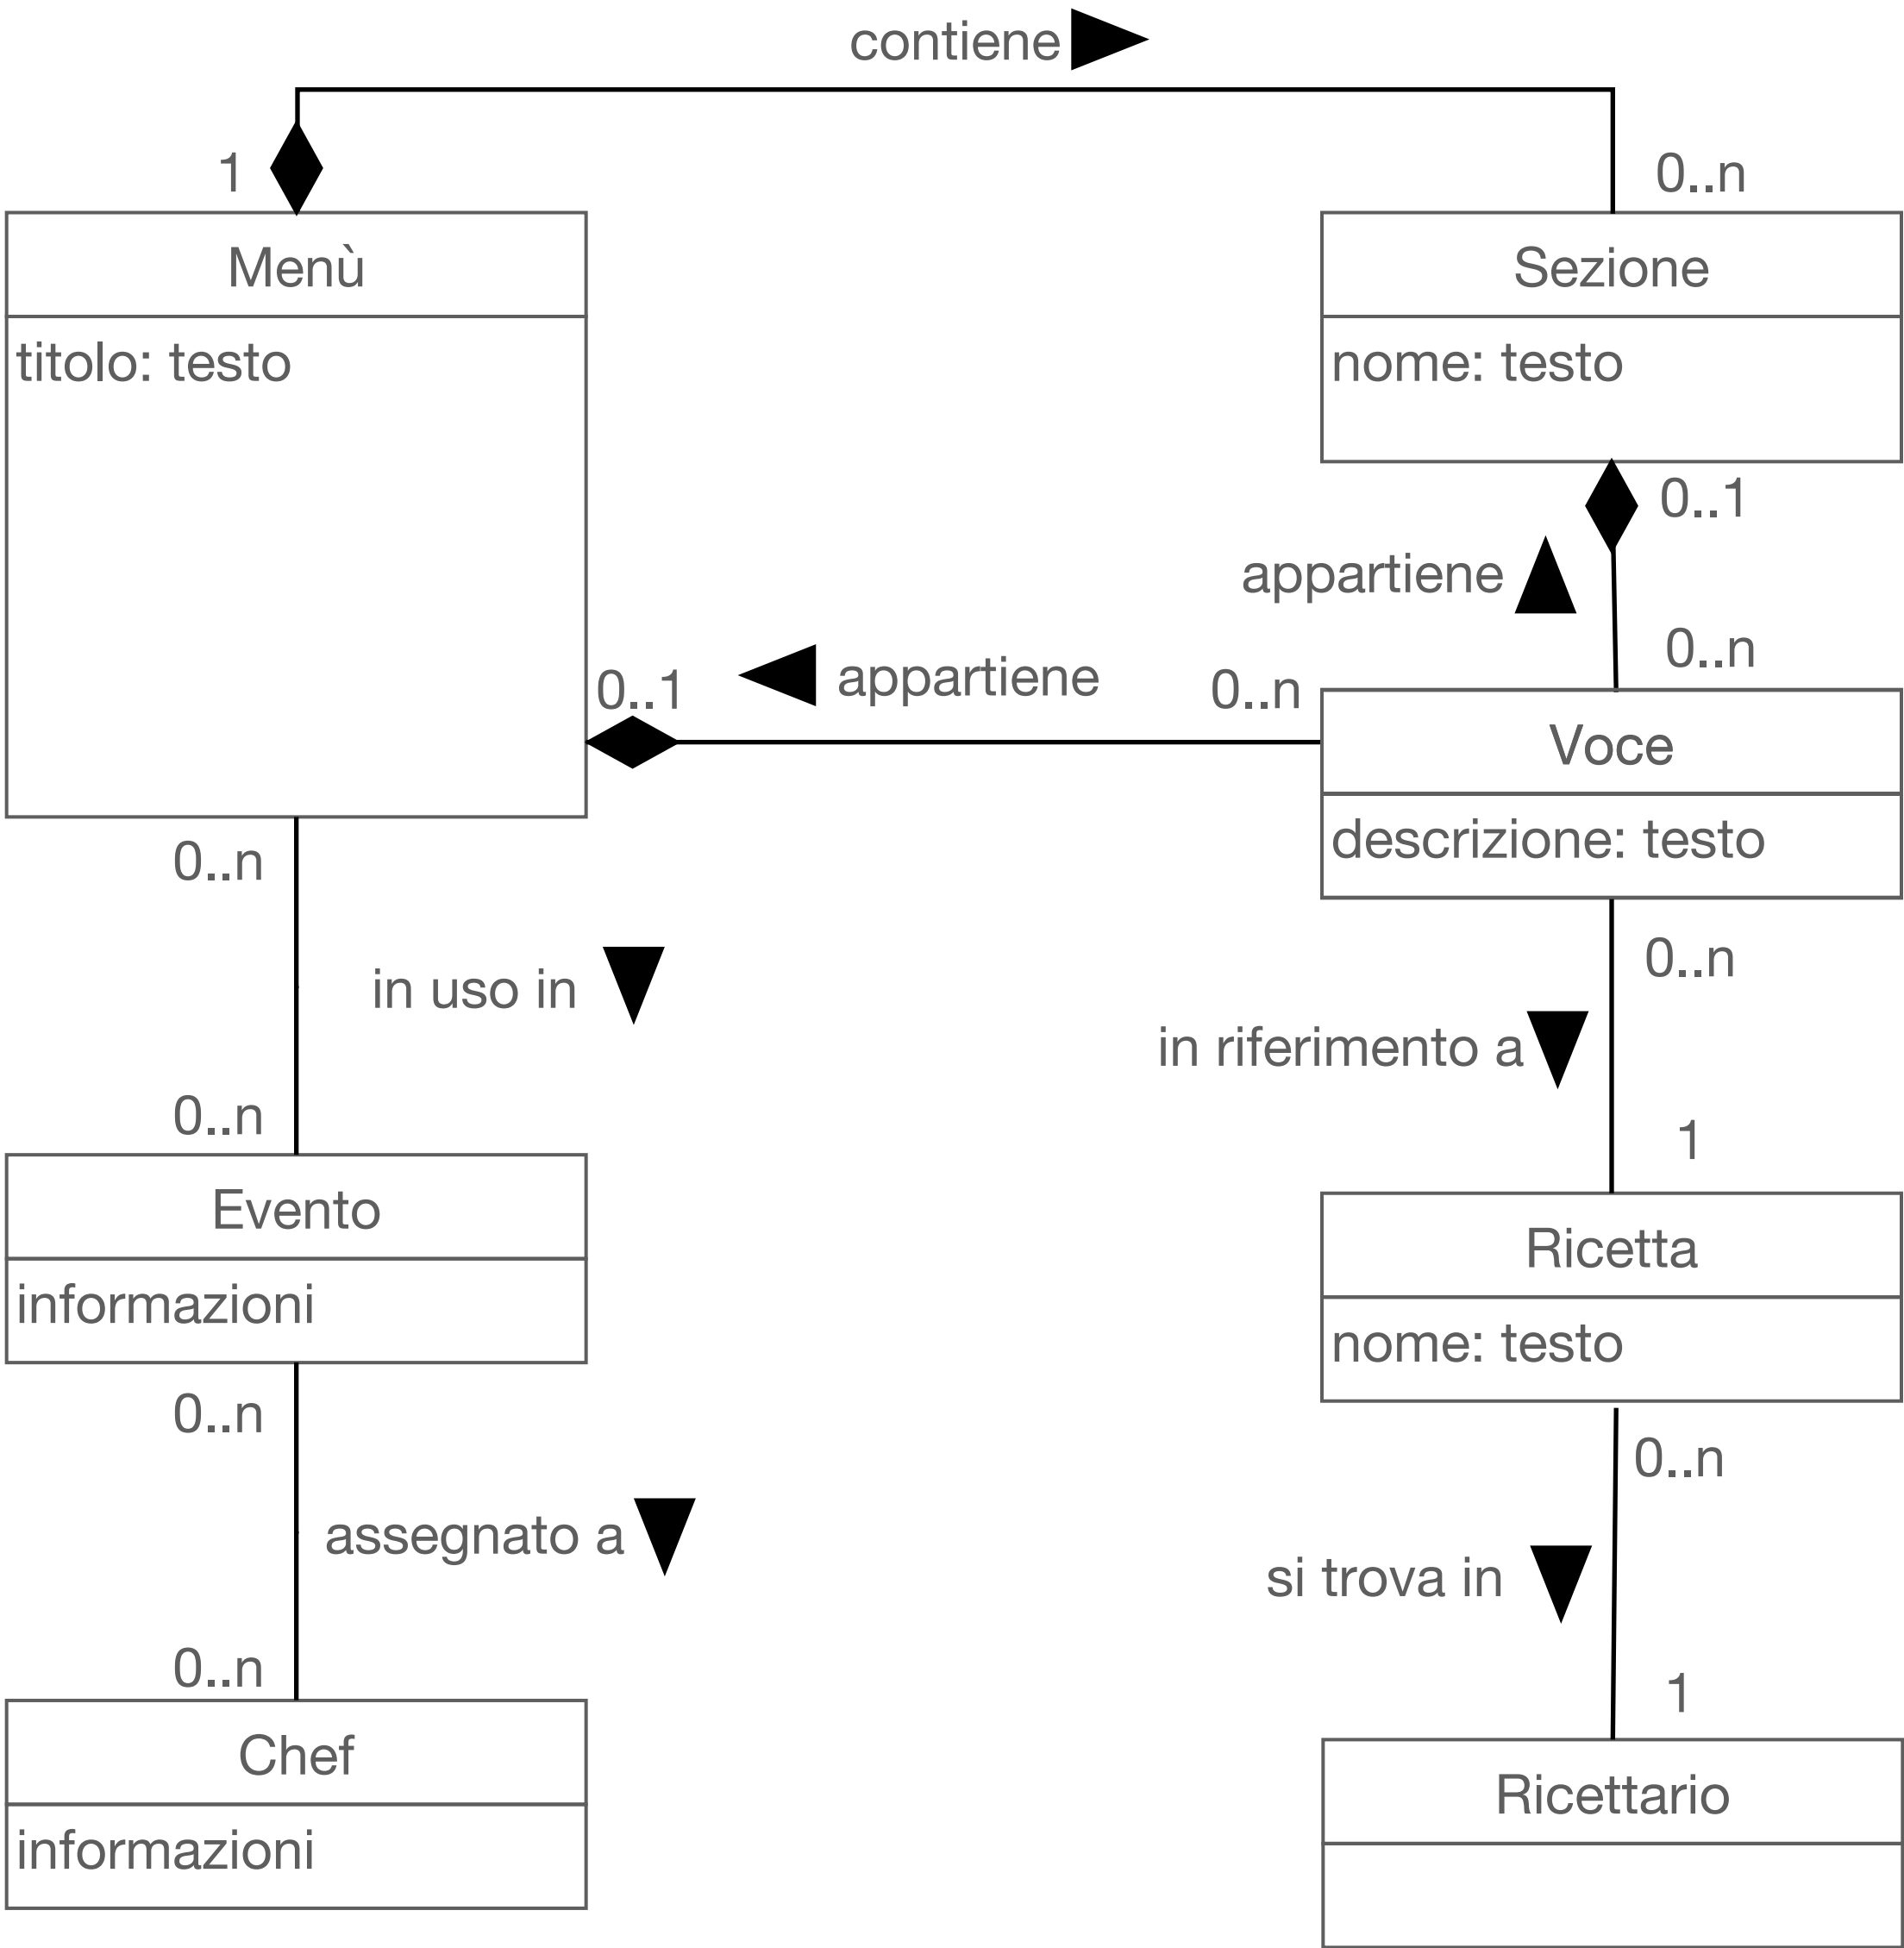 contiene
1
0..n
Menù
Sezione
titolo: testo
nome: testo
0..1
appartiene
0..n
0..1
appartiene
0..n
Voce
descrizione: testo
0..n
0..n
in uso in
in riferimento a
0..n
1
Evento
Ricetta
informazioni
nome: testo
0..n
0..n
assegnato a
si trova in
0..n
1
Chef
Ricettario
informazioni